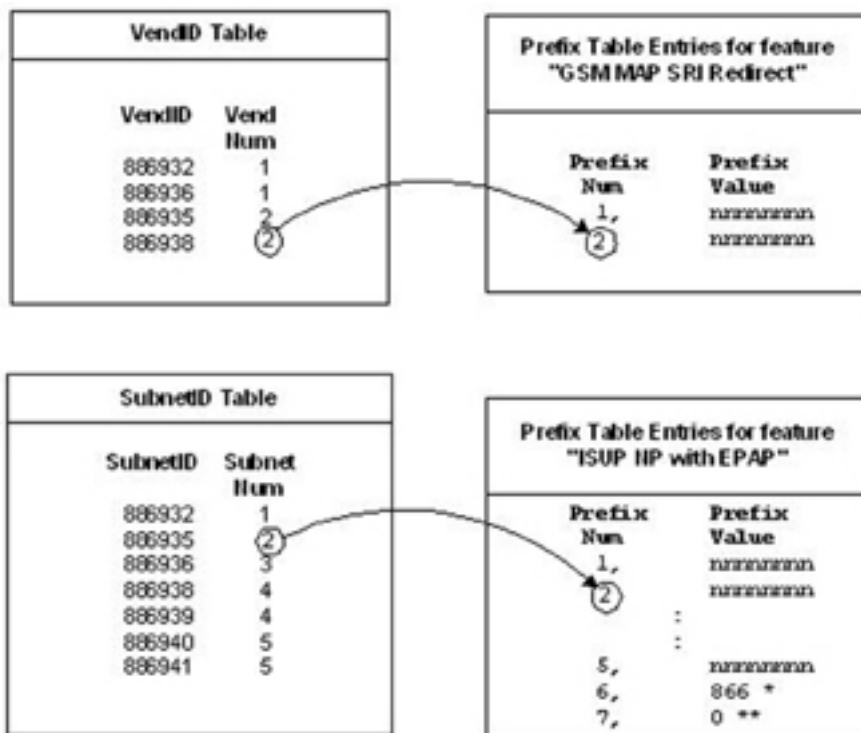 VendID Table
VendID Vend
Num
886932 1
886936 1
886935 2
886938 2
Prefix Table Entries for feature
"GSM MAP SRI Redirect"
Prefix Prefix
Num Value
1, nnnnnnnn
2, nnnnnnnn
SubnetID Table
SubnetID Subnet
Num
886932 1
886935 2
886936 3
886938 4
886939 4
886940 5
886941 5
Prefix Table Entries for feature
"ISUP NP with EPAP"
Prefix Prefix
Num Value
1, nnnnnnnn
2, nnnnnnnn
:
:
5, nnnnnnnn
6, 866 *
7, 0 **